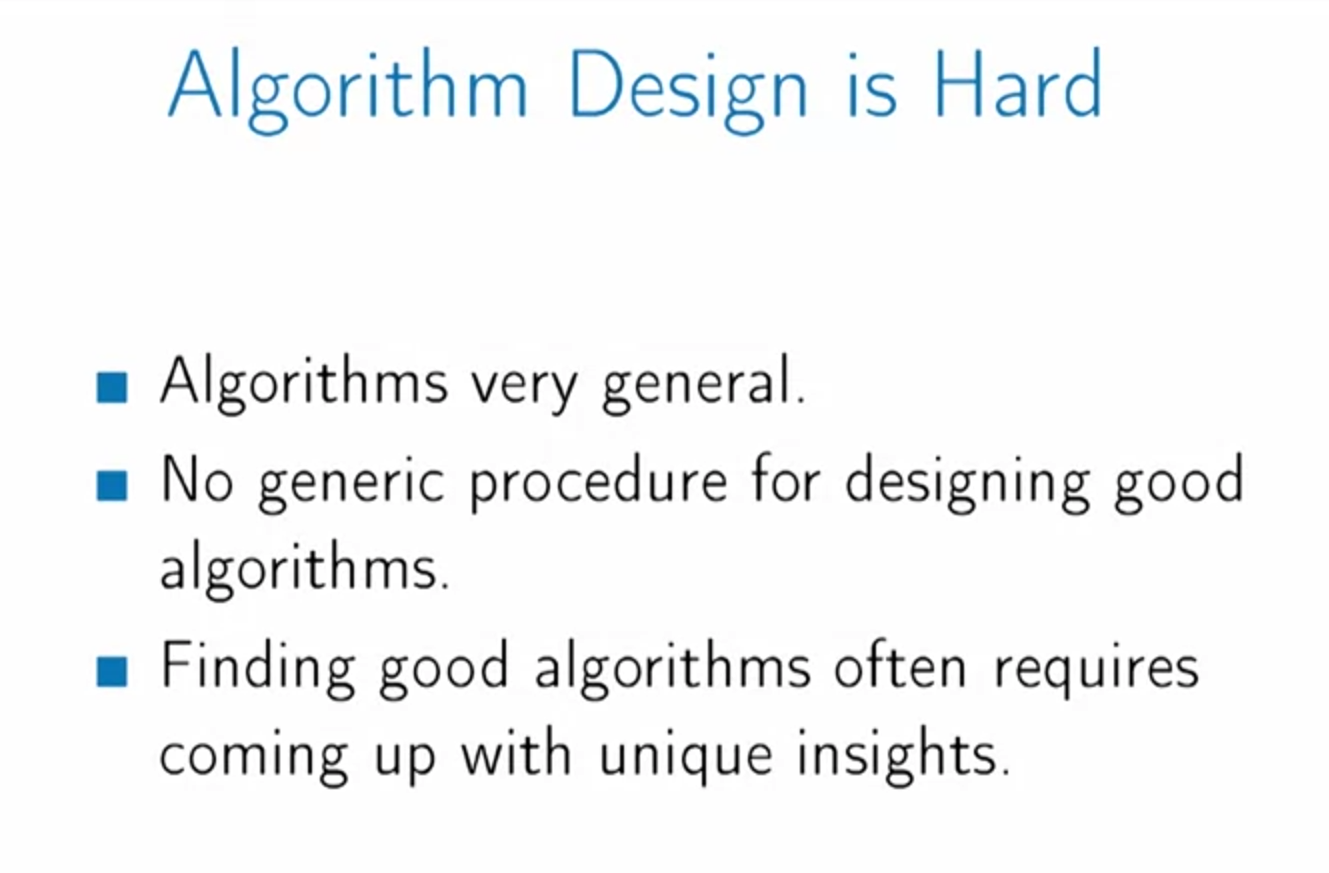 Algorithm Design is Hard
Algorithms very general.
No generic procedure for designing good
algorithms.
Finding good algorithms often requires
coming up with unique insights.